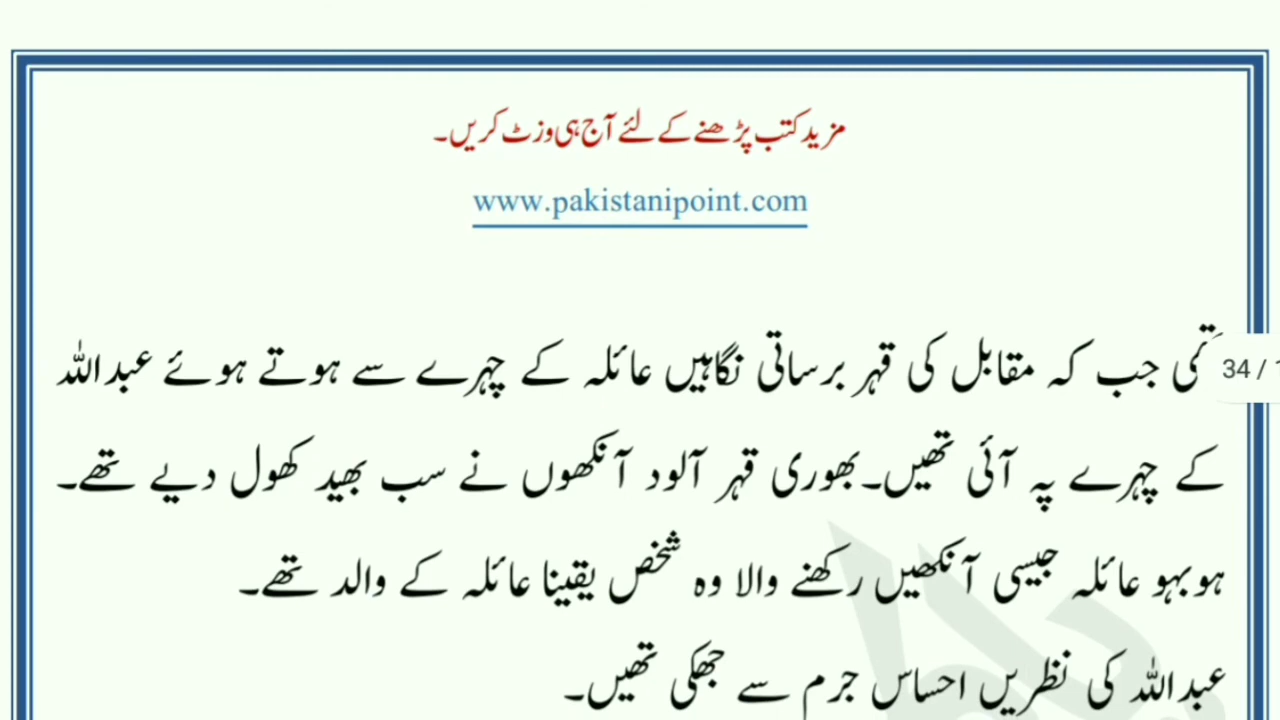 مزید کتب پڑھنے کے لئے آج ہی وزٹ کریں۔
www.pakistanipoint.com
جب کہ مقابل کی قہر برساتی نگاہیں عائلہ کے چہرے سے ہوتے ہوئے عبداللہ
34 /
کے چہرے پہ آئی تھیں۔بھوری قہر آلود آنکھوں نے سب بھید کھول دیے تھے۔
ہوبہو عائلہ جیسی آنکھیں رکھنے والا وہ شخص یقینا عائلہ کے والد تھے۔
عبداللہ کی نظریں احساس جرم سے جھکی تھیں۔